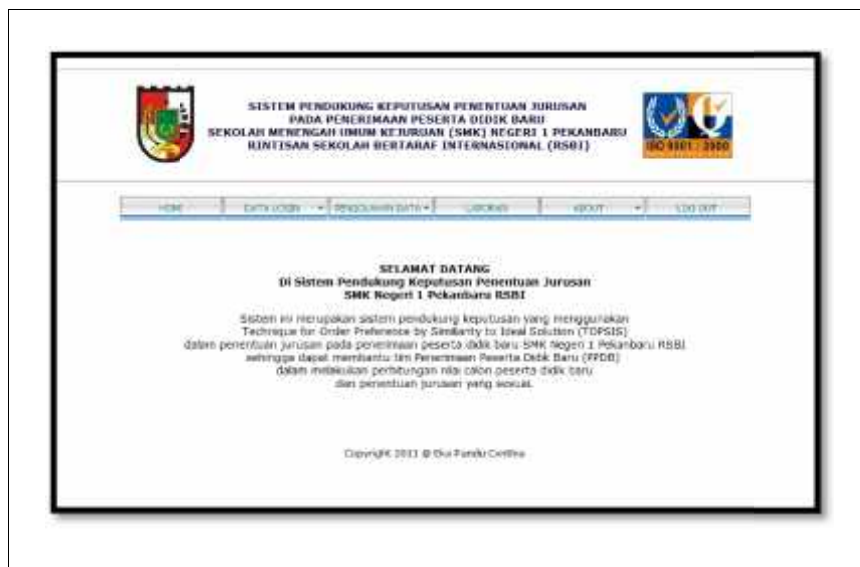 SISTEM PENDUKUNG KEPUTUSAN PENENTUAN JURUSAN
PADA PENERIMAAN PESERTA DIDIK BARU
SEKOLAH MENENGAH UMUM KEJURUAN (SMK) NEGERI 1 PEKANBARU
RINTISAN SEKOLAH BERTARAF INTERNASIONAL (RSBI)
HOME DATA LOGIN PENGOLAHAN DATA LAPORAN ABOUT LOG OUT
SELAMAT DATANG
Di Sistem Pendukung Keputusan Penentuan Jurusan
SMK Negeri 1 Pekanbaru RSBI
Sistem ini merupakan sistem pendukung keputusan yang menggunakan
Technique for Order Preference by Similarity to Ideal Solution (TOPSIS)
dalam penentuan jurusan pada penerimaan peserta didik baru SMK Negeri 1 Pekanbaru RSBI
sehingga dapat membantu tim Penerimaan Peserta Didik Baru (PPDB)
dalam melakukan perhitungan nilai calon peserta didik baru
dan penentuan jurusan yang sesuai.
Copyright 2011 @ Eka Pandu